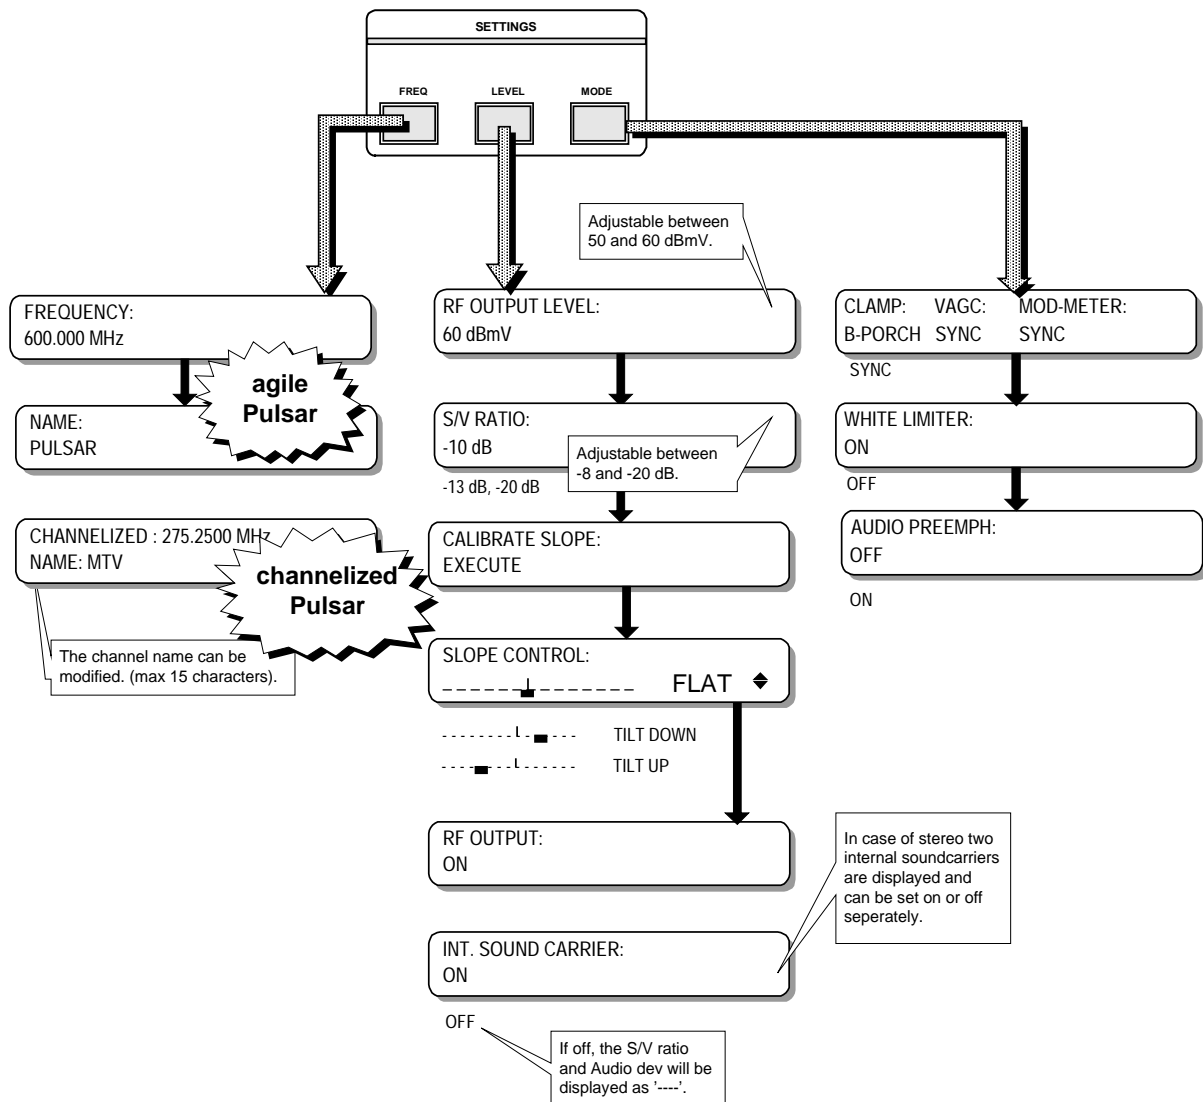 SETTINGS
FREQ LEVEL MODE
Adjustable between
50 and 60 dBmV.
FREQUENCY:
600.000 MHz
agile
Pulsar
NAME:
PULSAR
CHANNELIZED : 275.2500 MHz
NAME: MTV
channelized
Pulsar
The channel name can be
modified. (max 15 characters).
RF OUTPUT LEVEL:
60 dBmV
S/V RATIO:
-10 dB
Adjustable between
-8 and -20 dB.
-13 dB, -20 dB
CALIBRATE SLOPE:
EXECUTE
SLOPE CONTROL:
FLAT
TILT DOWN
TILT UP
RF OUTPUT:
ON
In case of stereo two
internal soundcarriers
are displayed and
can be set on or off
seperately.
INT. SOUND CARRIER:
ON
OFF
If off, the S/V ratio
and Audio dev will be
displayed as '----'.
CLAMP: VAGC: MOD-METER:
B-PORCH SYNC SYNC
SYNC
WHITE LIMITER:
ON
OFF
AUDIO PREEMPH:
OFF
ON